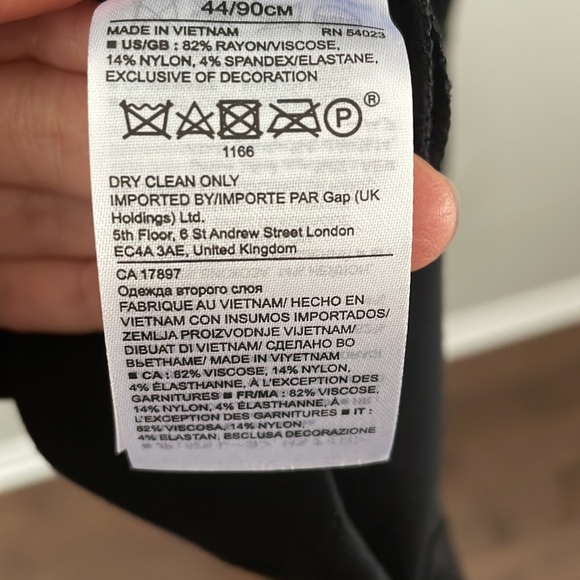 44/90CM
MADE IN VIETNAM RN 54023
■ US/GB : 82% RAYON/VISCOSE,
14% NYLON, 4% SPANDEX/ELASTANE,
EXCLUSIVE OF DECORATION
P ®
1166
DRY CLEAN ONLY
IMPORTED BY/IMPORTE PAR Gap (UK
Holdings) Ltd.
5th Floor, 6 St Andrew Street London
EC4A 3AE, United Kingdom
CA 17897
Одежда второго слоя
FABRIQUE AU VIETNAM/ HECHO EN
VIETNAM CON INSUMOS IMPORTADOS/
ZEMLJA PROIZVODNJE VIJETNAM/
DIBUAT DI VIETNAM/ СДЕЛАНО ВО
ВЬЕТНАМЕ/ MADE IN VIYETNAM
■ CA : 82% VISCOSE, 14% NYLON,
4% ÉLASTHANNE, À L'EXCEPTION DES
GARNITURES ■ FR/MA : 82% VISCOSE,
14% NYLON, 4% ÉLASTHANNE, À
L'EXCEPTION DES GARNITURES ■ IT :
82% VISCOSA, 14% NYLON,
4% ELASTAN, ESCLUSA DECORAZIONE